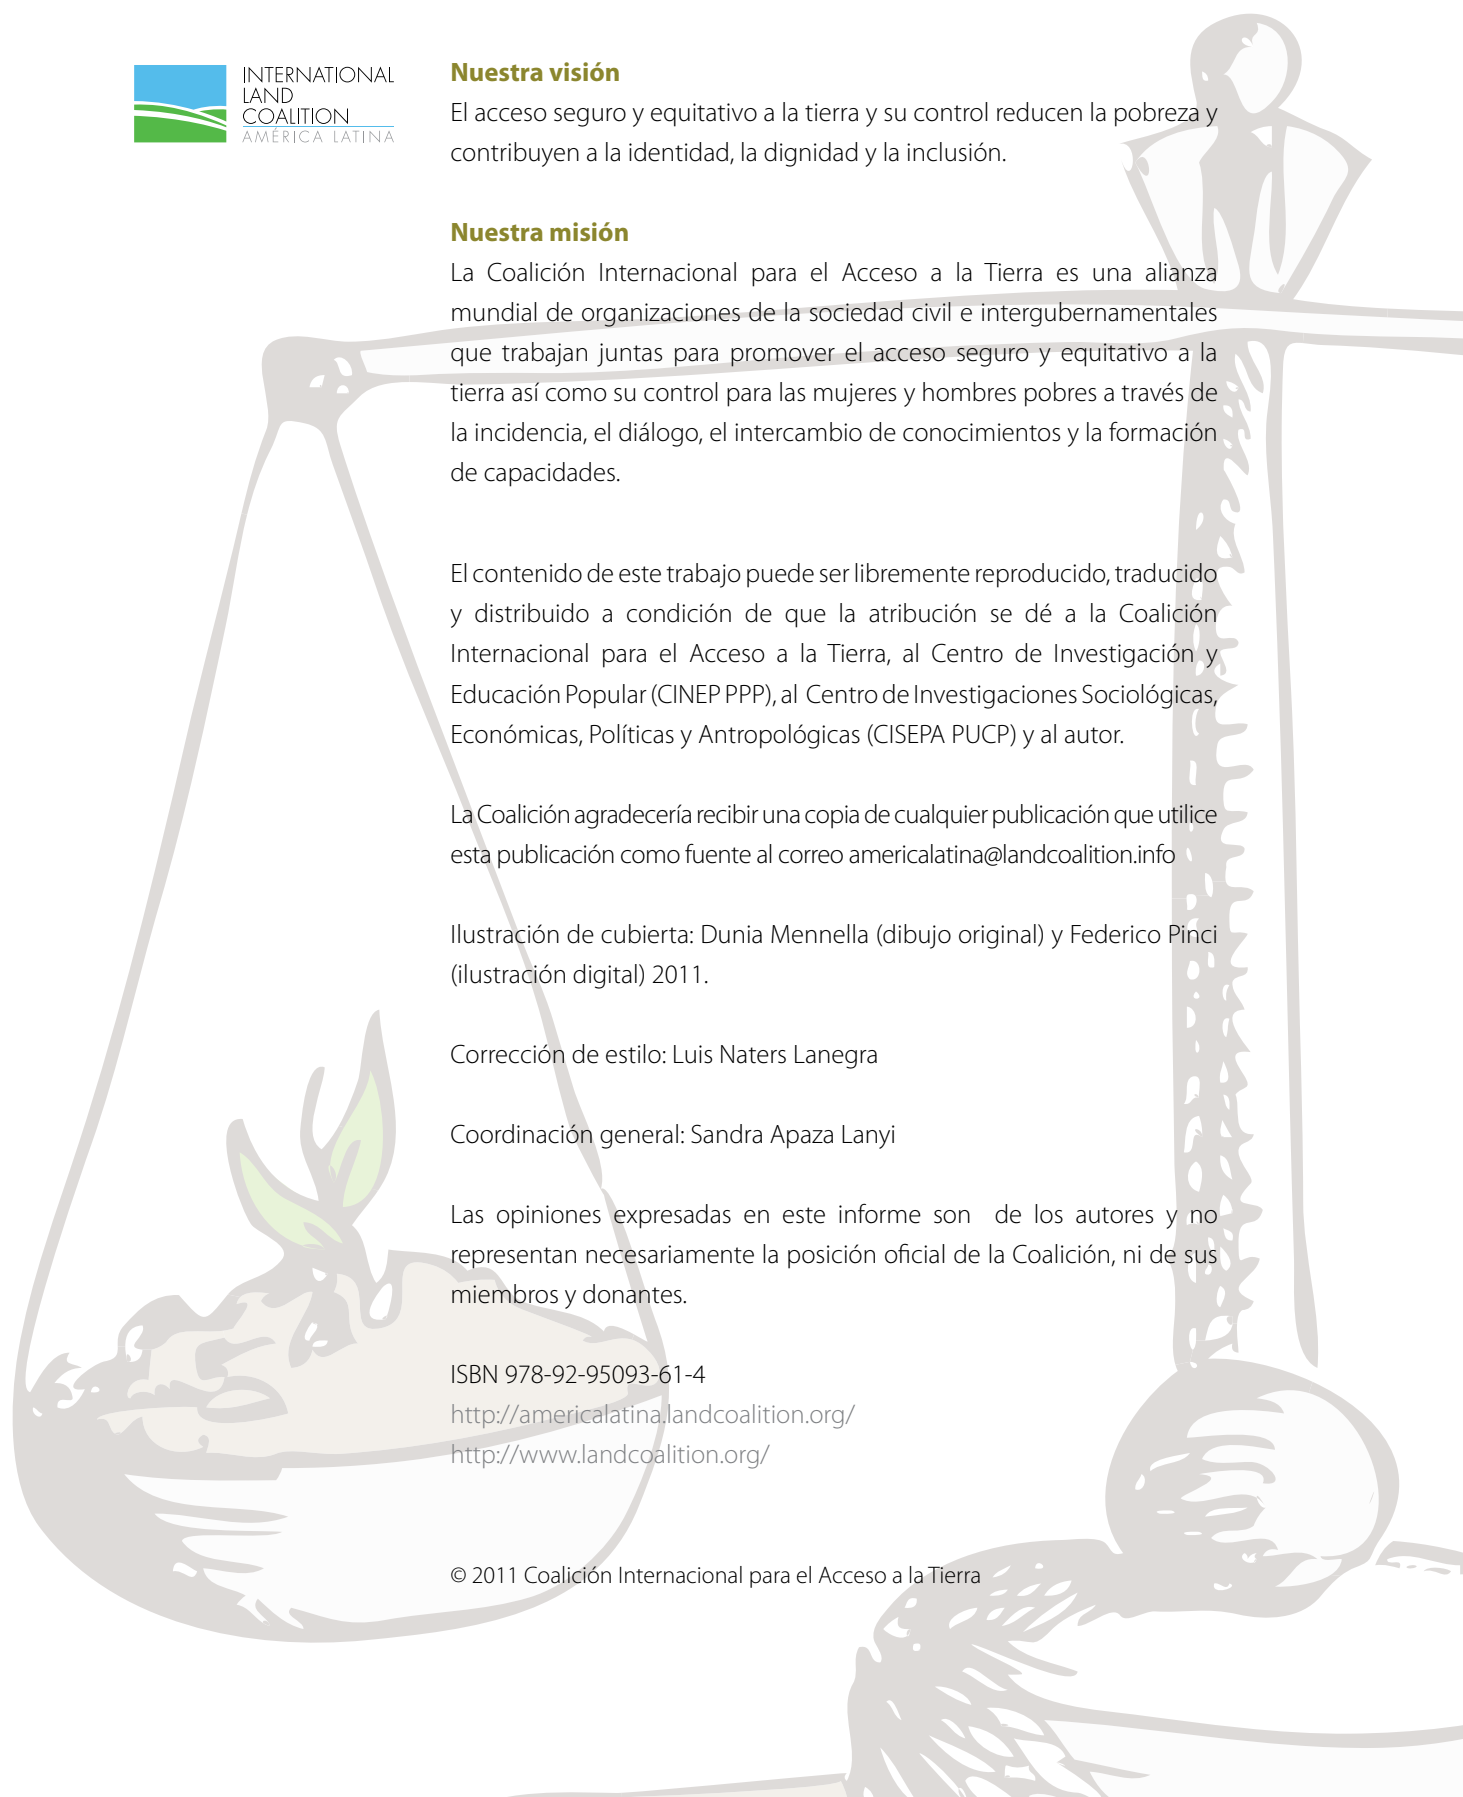 INTERNATIONAL
LAND
COALITION
AMÉRICA LATINA
Nuestra visión
El acceso seguro y equitativo a la tierra y su control reducen la pobreza y
contribuyen a la identidad, la dignidad y la inclusión.
Nuestra misión
La Coalición Internacional para el Acceso a la Tierra es una alianza
mundial de organizaciones de la sociedad civil e intergubernamentales
que trabajan juntas para promover el acceso seguro y equitativo a la
tierra así como su control para las mujeres y hombres pobres a través de
la incidencia, el diálogo, el intercambio de conocimientos y la formación
de capacidades.
El contenido de este trabajo puede ser libremente reproducido, traducido
y distribuido a condición de que la atribución se dé a la Coalición
Internacional para el Acceso a la Tierra, al Centro de Investigación y
Educación Popular (CINEP PPP), al Centro de Investigaciones Sociológicas,
Económicas, Políticas y Antropológicas (CISEPA PUCP) y al autor.
La Coalición agradecería recibir una copia de cualquier publicación que utilice
esta publicación como fuente al correo americalatina@landcoalition.info
Ilustración de cubierta: Dunia Mennella (dibujo original) y Federico Pinci
(ilustración digital) 2011.
Corrección de estilo: Luis Naters Lanegra
Coordinación general: Sandra Apaza Lanyi
Las opiniones expresadas en este informe son de los autores y no
representan necesariamente la posición oficial de la Coalición, ni de sus
miembros y donantes.
ISBN 978-92-95093-61-4
http://americalatina.landcoalition.org/
http://www.landcoalition.org/
© 2011 Coalición Internacional para el Acceso a la Tierra